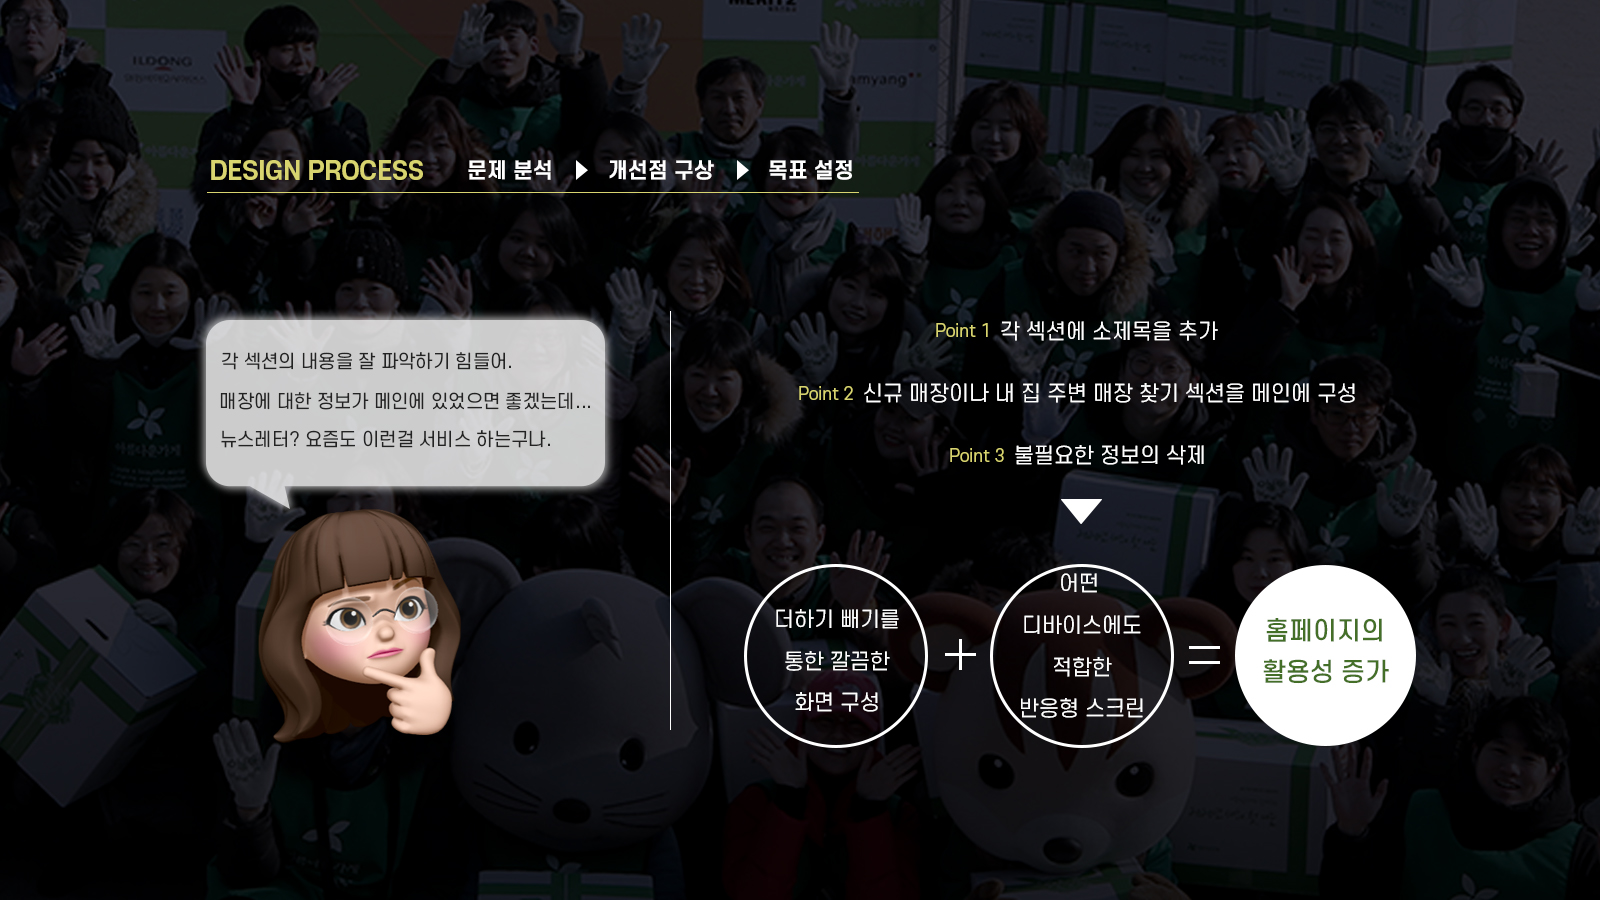 MERITZ
ILDONG
DESIGN PROCESS 문제 분석 개선점 구상 목표 설정
각 섹션의 내용을 잘 파악하기 힘들어.
매장에 대한 정보가 메인에 있었으면 좋겠는데...
뉴스레터? 요즘도 이런걸 서비스 하는구나.
Point 1 각 섹션에 소제목을 추가
Point 2 신규 매장이나 내 집 주변 매장 찾기 섹션을 메인에 구성
Point 3 불필요한 정보의 삭제
더하기 빼기를
통한 깔끔한
화면 구성
+
어떤
디바이스에도
적합한
반응형 스크린
=
홈페이지의
활용성 증가